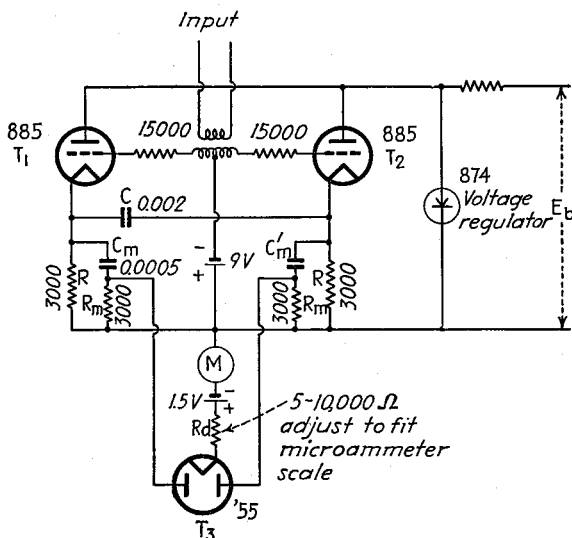 Input
885
T1
15000
15000
885
T2
874
Voltage
regulator
Eb
C
0.002
Cm
0.0005
R
3000
Rm
3000
- 
+
9V
C'm
R
3000
Rm
3000
M
1.5V
-
+
Rd
5-10,000 Ω
adjust to fit
microammeter
scale
'55
T3